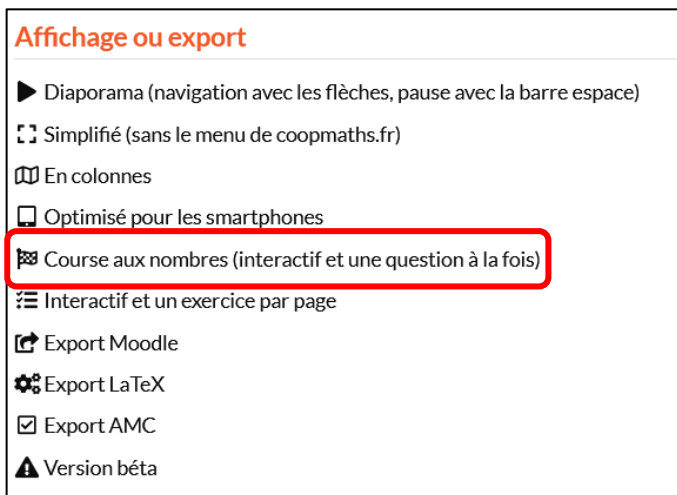 Affichage ou export
Diaporama (navigation avec les flèches, pause avec la barre espace)
Simplifié (sans le menu de coopmaths.fr)
En colonnes
Optimisé pour les smartphones
Course aux nombres (interactif et une question à la fois)
Interactif et un exercice par page
Export Moodle
Export LaTeX
Export AMC
Version béta